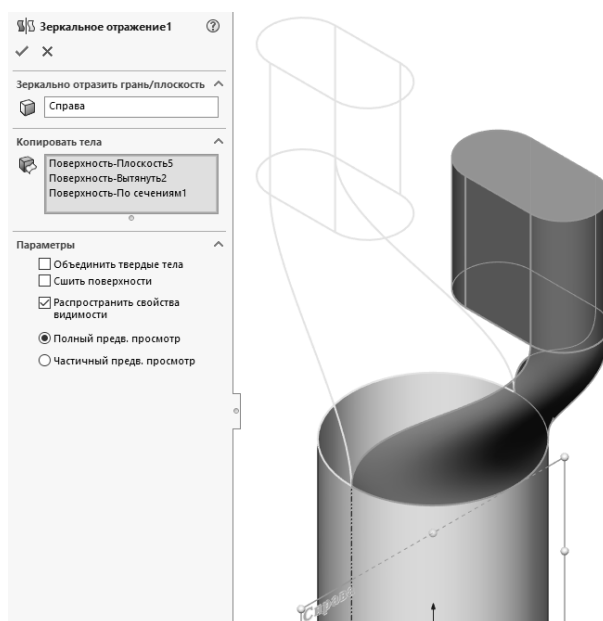 Зеркальное отражение1
Зеркально отразить грань/плоскость
Справа
Копировать тела
Поверхность-Плоскость5
Поверхность-Вытянуть2
Поверхность-По сечениям1
Параметры
Объединить твердые тела
Сшить поверхности
Распространить свойства
видимости
Полный предв. просмотр
Частичный предв. просмотр
Справа